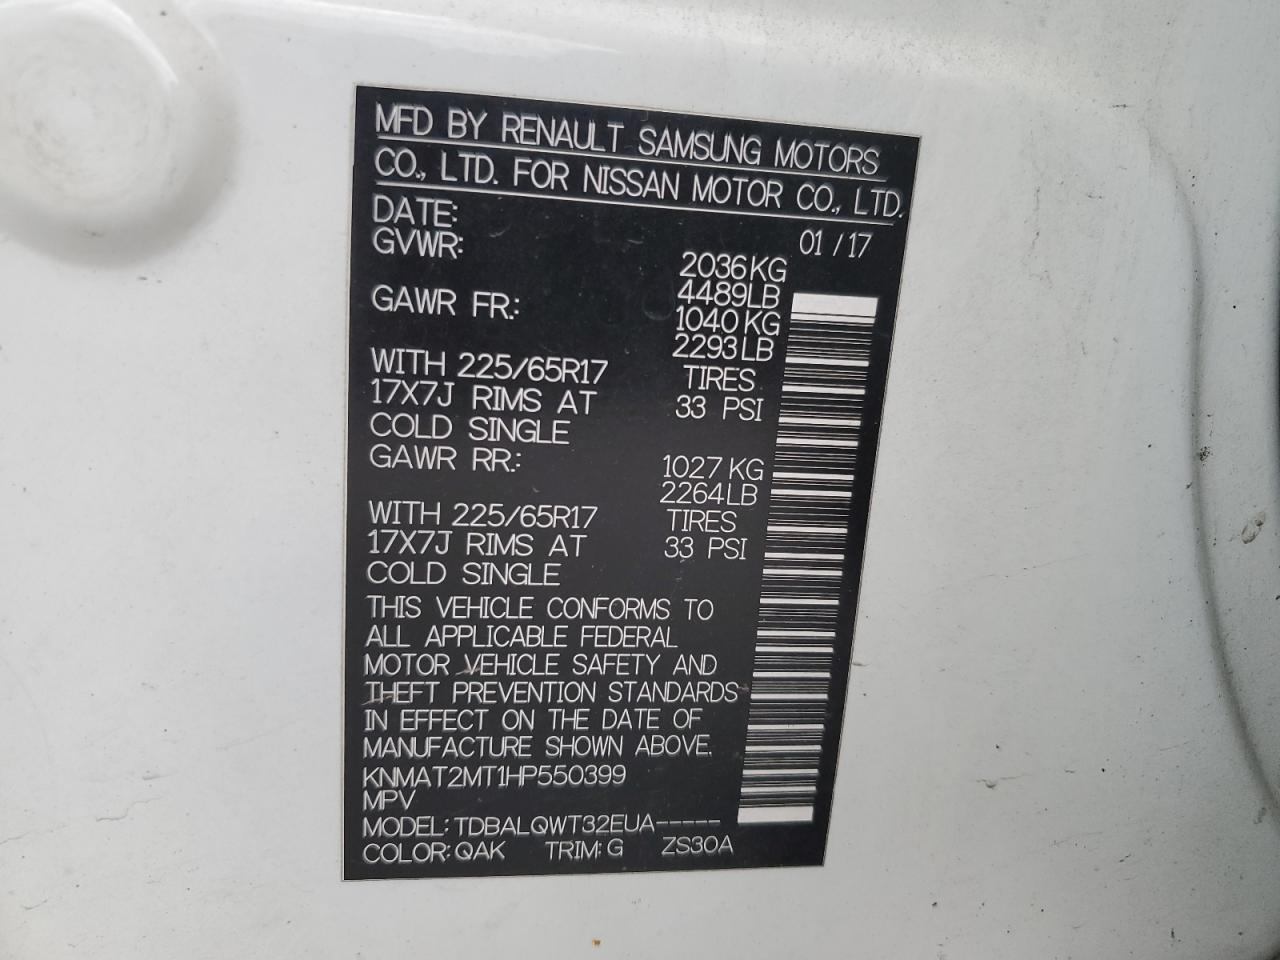 MFD BY RENAULT SAMSUNG MOTORS
CO., LTD. FOR NISSAN MOTOR CO., LTD.
DATE: 01 / 17
GVWR: 2036KG
4489LB
GAWR FR.: 1040KG
2293LB
WITH 225/65R17 TIRES
17X7J RIMS AT 33 PSI
COLD SINGLE
GAWR RR.: 1027KG
2264LB
WITH 225/65R17 TIRES
17X7J RIMS AT 33 PSI
COLD SINGLE
THIS VEHICLE CONFORMS TO
ALL APPLICABLE FEDERAL
MOTOR VEHICLE SAFETY AND
THEFT PREVENTION STANDARDS
IN EFFECT ON THE DATE OF
MANUFACTURE SHOWN ABOVE.
KNMAT2MT1HP550399
MPV
MODEL: TDBALQWT32EUA-----
COLOR: QAK TRIM: G ZS30A